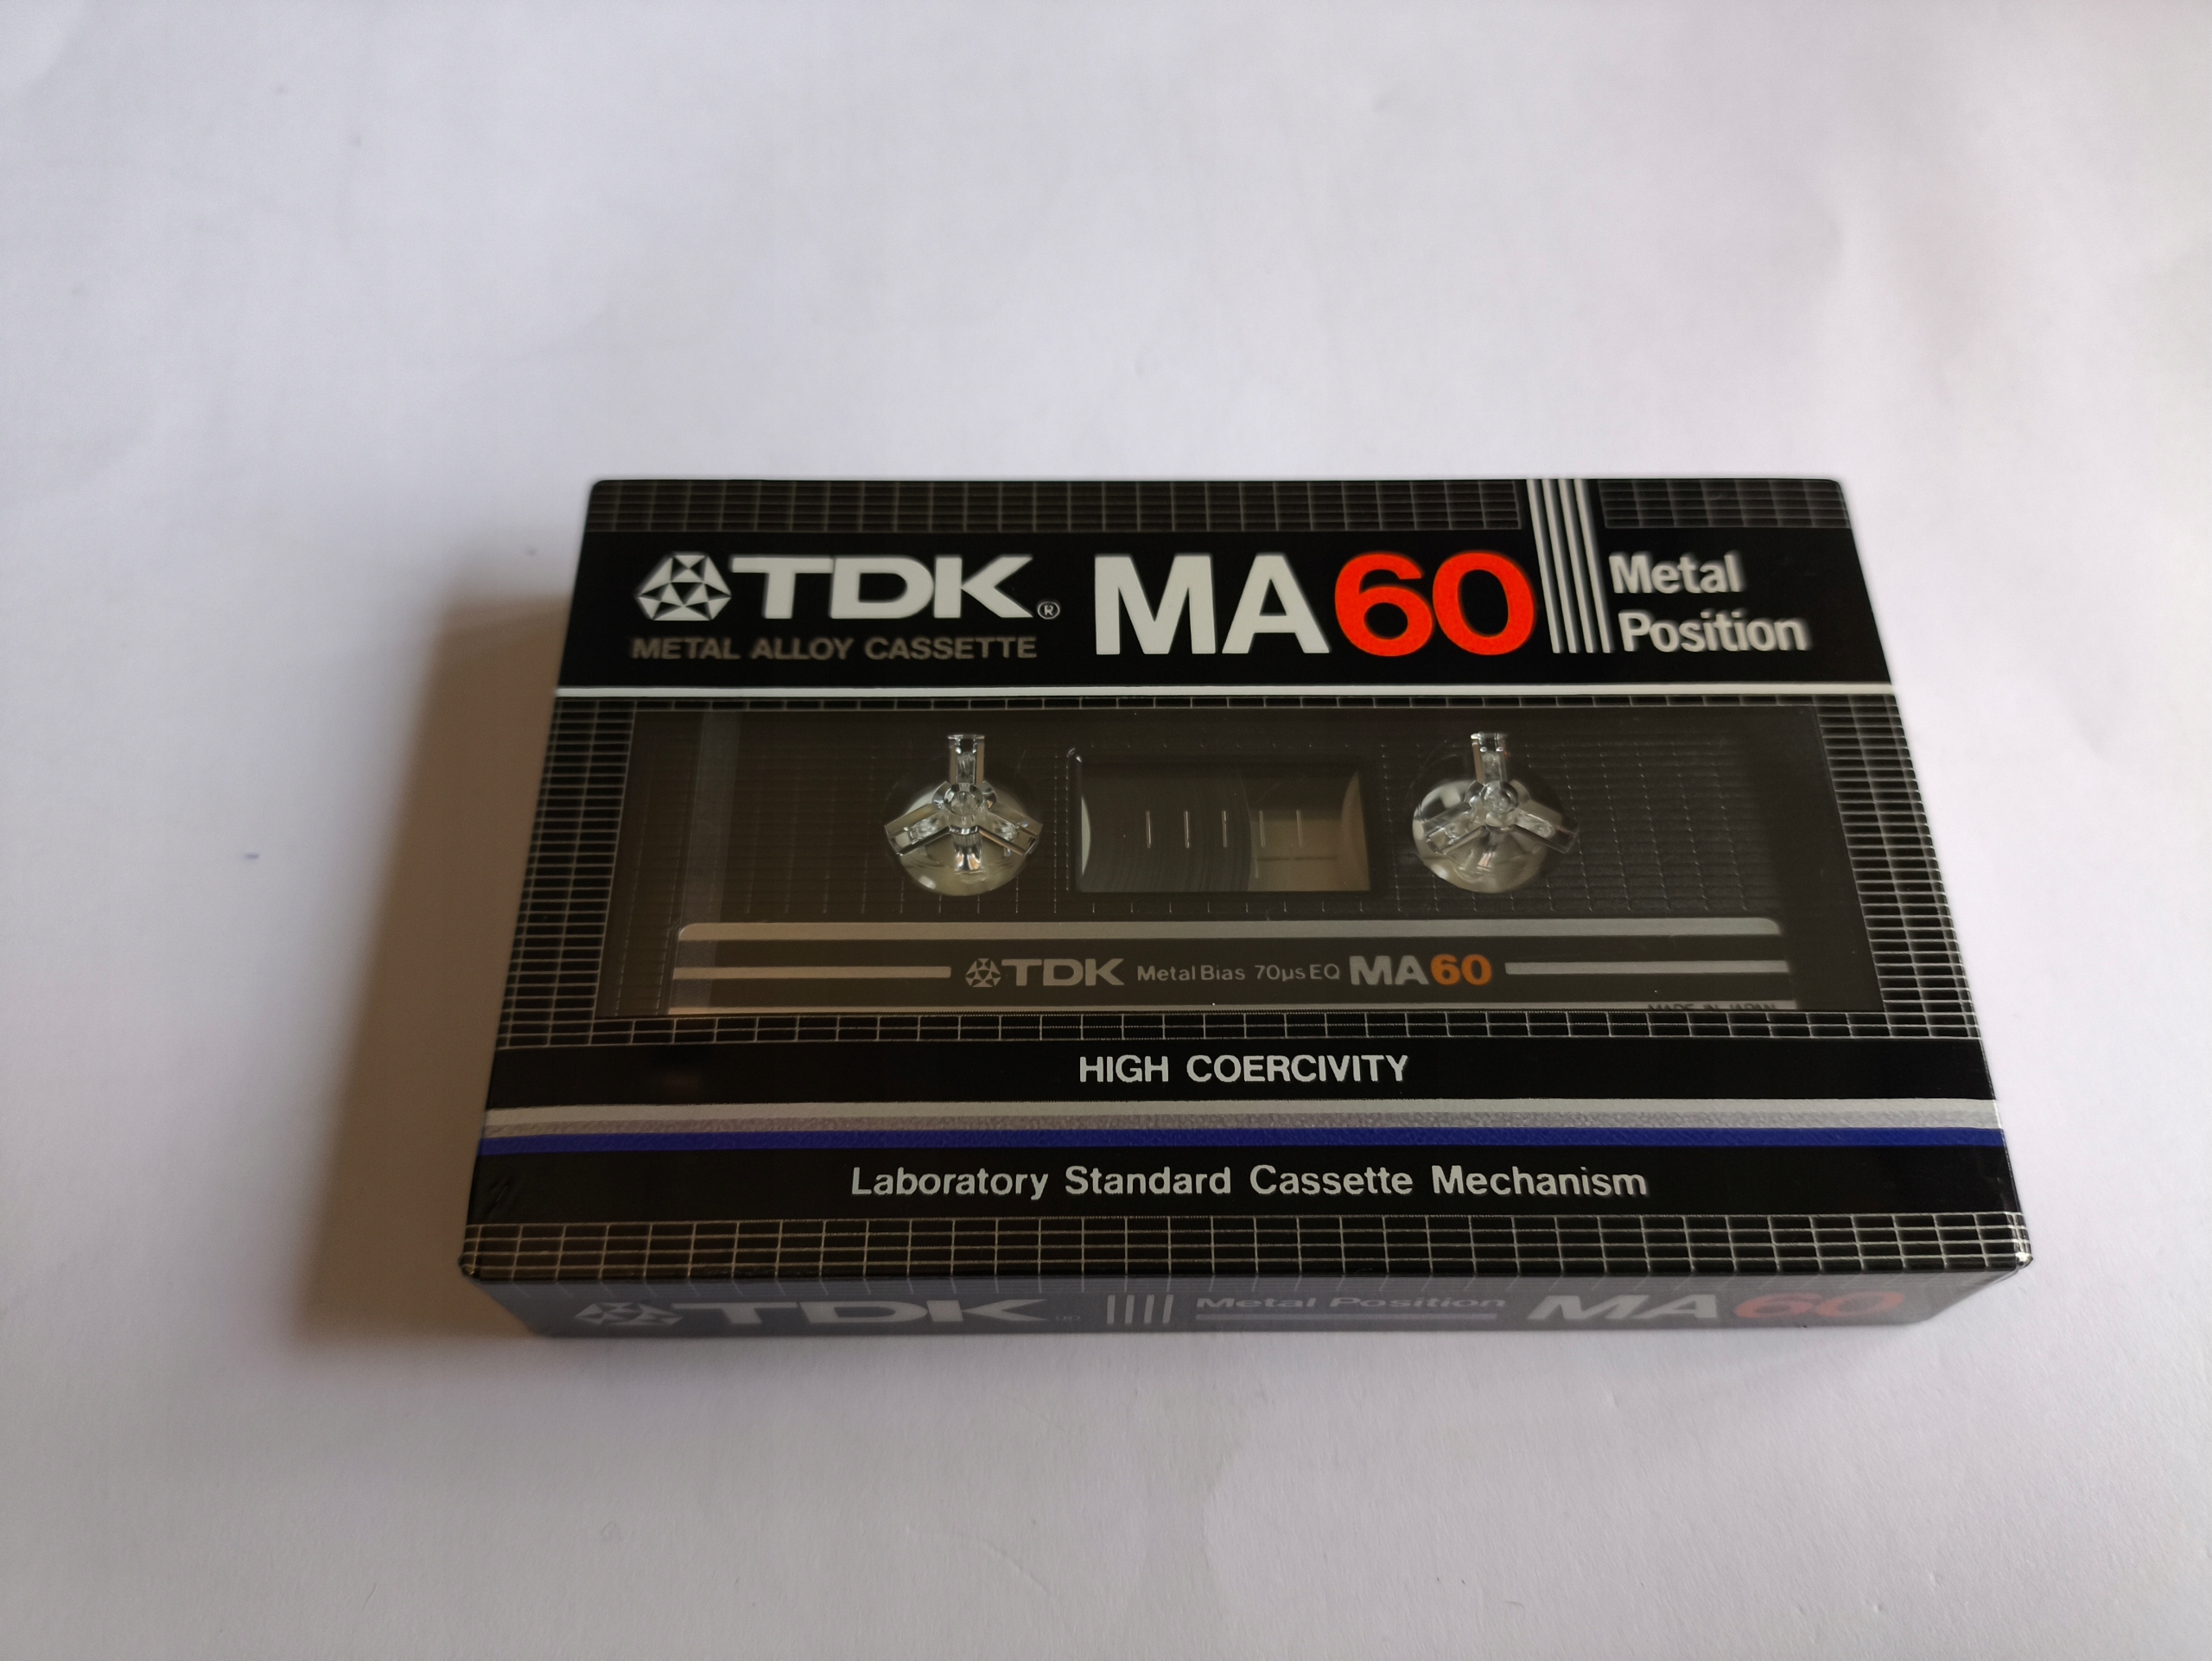 TDK® MA60 Metal
METAL ALLOY CASSETTE Position
TDK Metal Bias 70µs EQ MA60
MADE IN JAPAN
HIGH COERCIVITY
Laboratory Standard Cassette Mechanism
TDK® Metal Position MA60